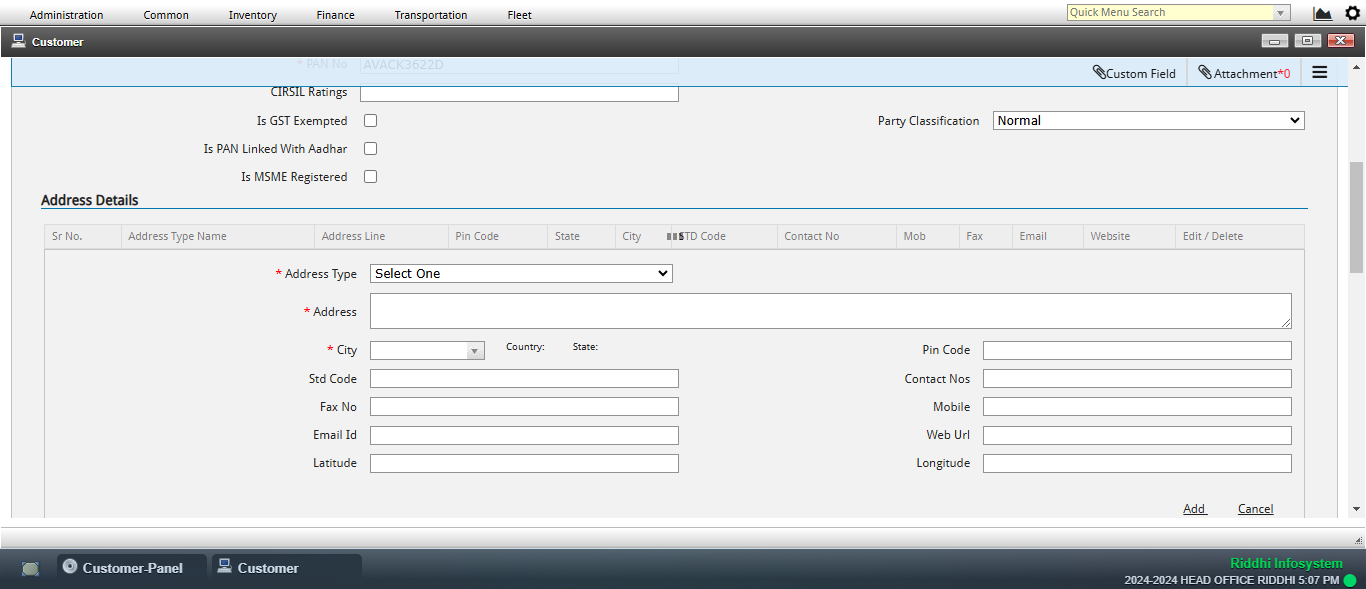 Administration Common Inventory Finance Transportation Fleet Quick Menu Search
Customer
* PAN No AVACK3622D
Custom Field Attachment*0
CIRSIL Ratings
Is GST Exempted Party Classification Normal
Is PAN Linked With Aadhar
Is MSME Registered
Address Details
Sr No. Address Type Name Address Line Pin Code State City STD Code Contact No Mob Fax Email Website Edit / Delete
* Address Type Select One
* Address
* City Country: State: Pin Code
Std Code Contact Nos
Fax No Mobile
Email Id Web Url
Latitude Longitude
Add Cancel
Customer-Panel Customer
Riddhi Infosystem
2024-2024 HEAD OFFICE RIDDHI 5:07 PM